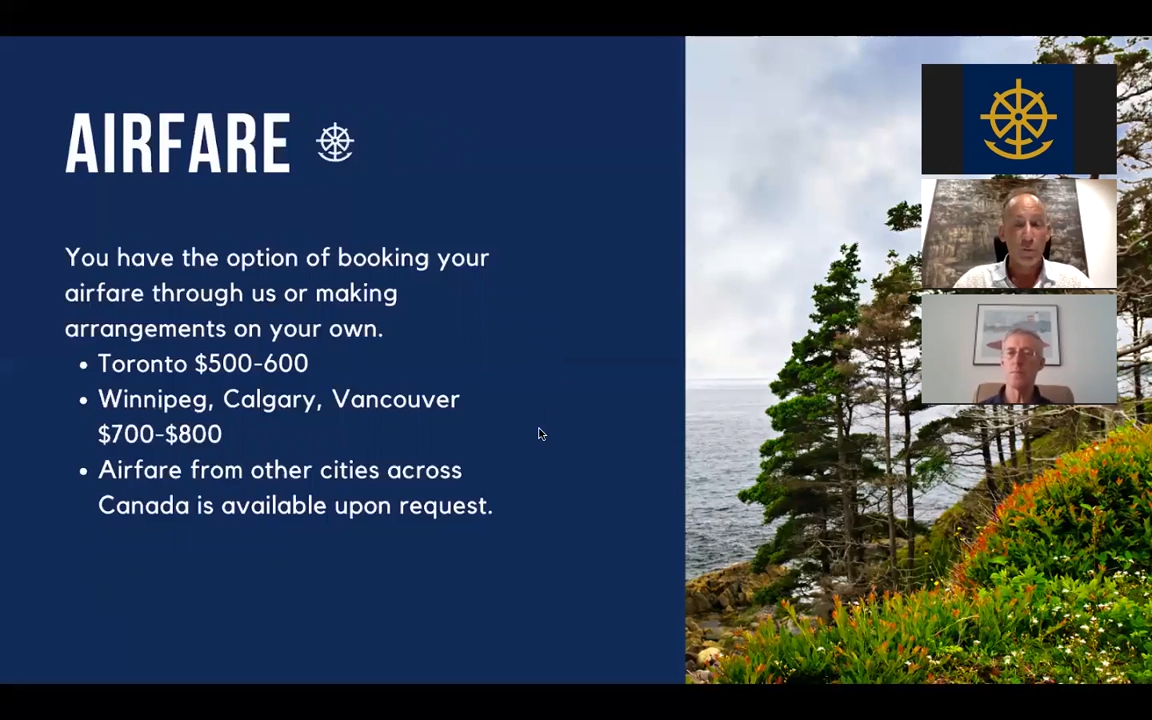 AIRFARE
You have the option of booking your
airfare through us or making
arrangements on your own.
• Toronto $500-600
• Winnipeg, Calgary, Vancouver
$700-$800
• Airfare from other cities across
Canada is available upon request.